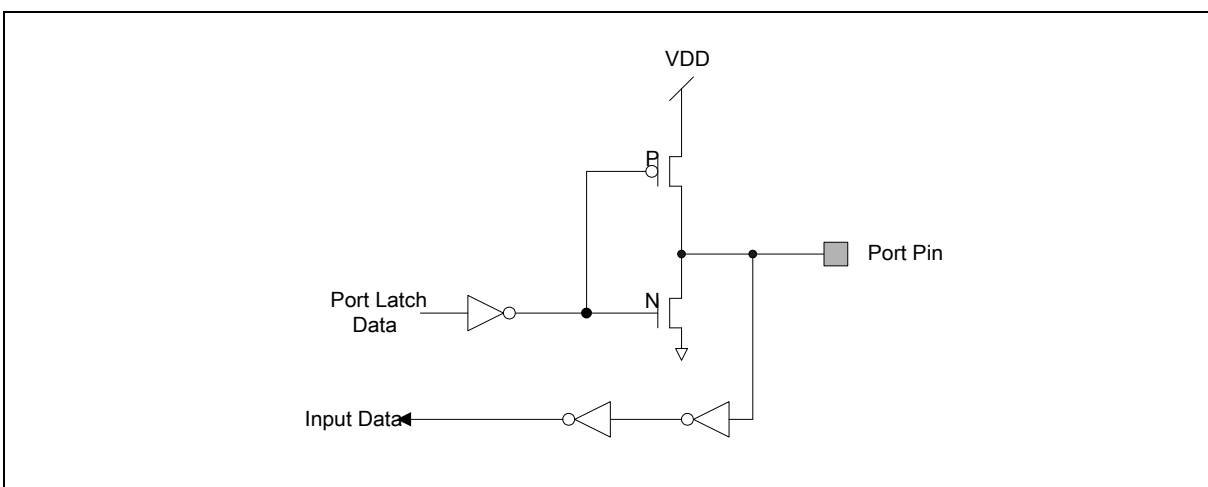 VDD
P
Port Pin
N
Port Latch
Data
Input Data